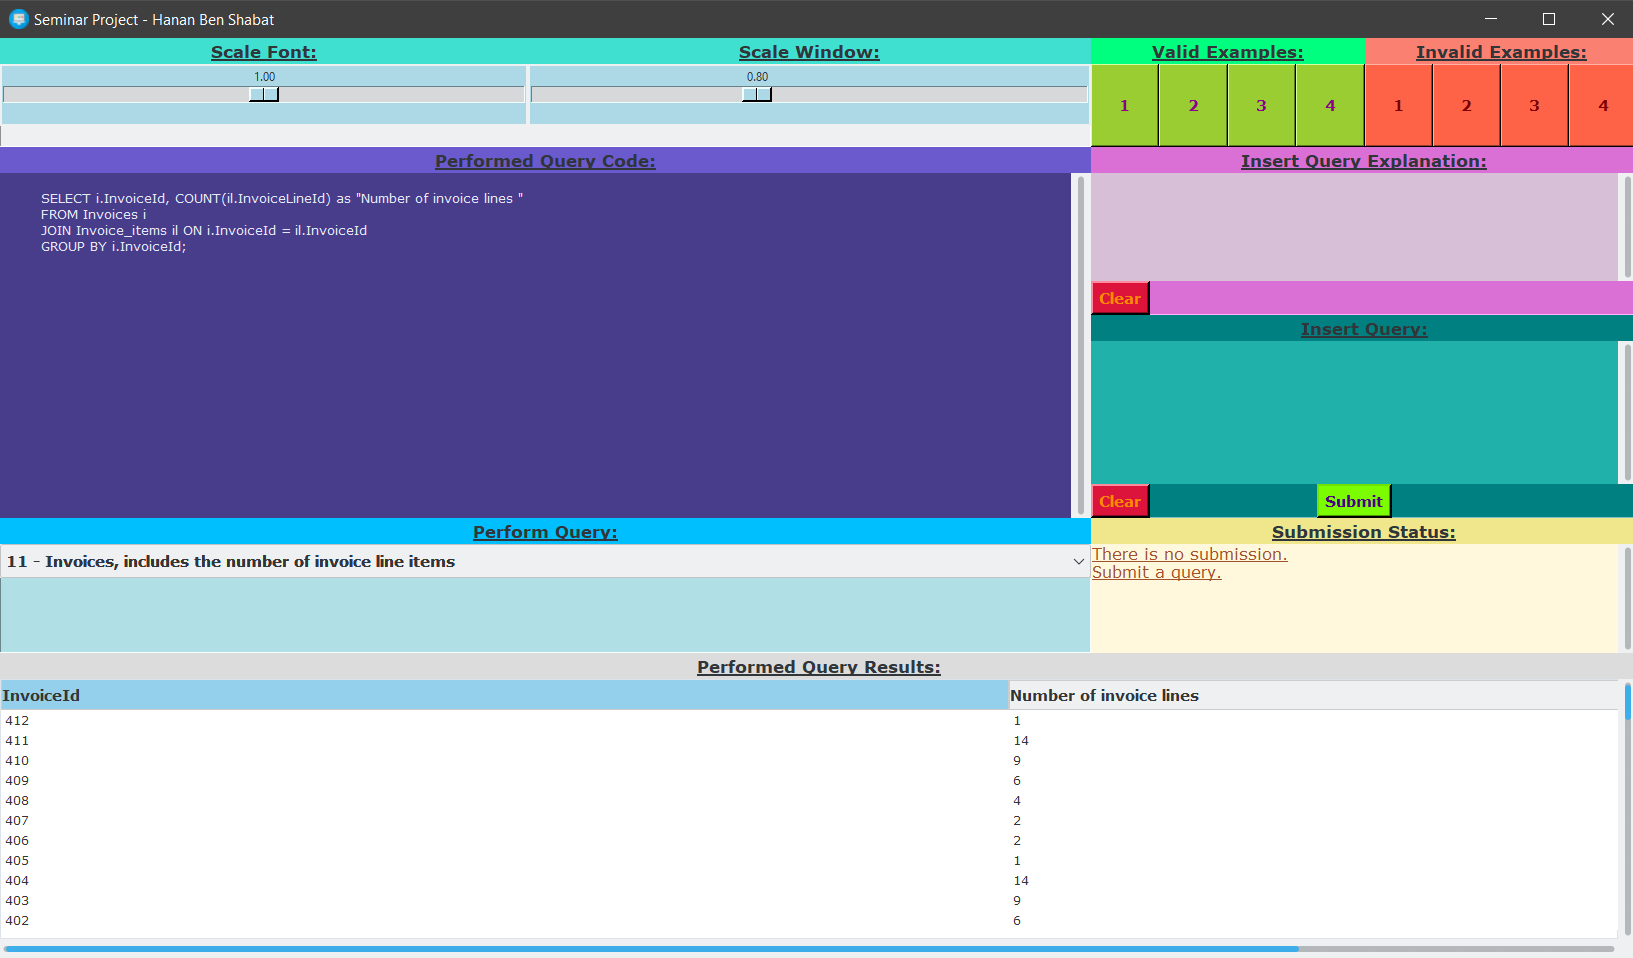 Seminar Project - Hanan Ben Shabat
Scale Font:
Scale Window:
Valid Examples:
Invalid Examples:
1.00
0.80
1 2 3 4
1 2 3 4
Performed Query Code:
SELECT i.InvoiceId, COUNT(il.InvoiceLineId) as "Number of invoice lines "
FROM Invoices i
JOIN Invoice_items il ON i.InvoiceId = il.InvoiceId
GROUP BY i.InvoiceId;
Insert Query Explanation:
Clear
Insert Query:
Clear
Submit
Perform Query:
11 - Invoices, includes the number of invoice line items
Submission Status:
There is no submission.
Submit a query.
Performed Query Results:
InvoiceId Number of invoice lines
412 1
411 14
410 9
409 6
408 4
407 2
406 2
405 1
404 14
403 9
402 6